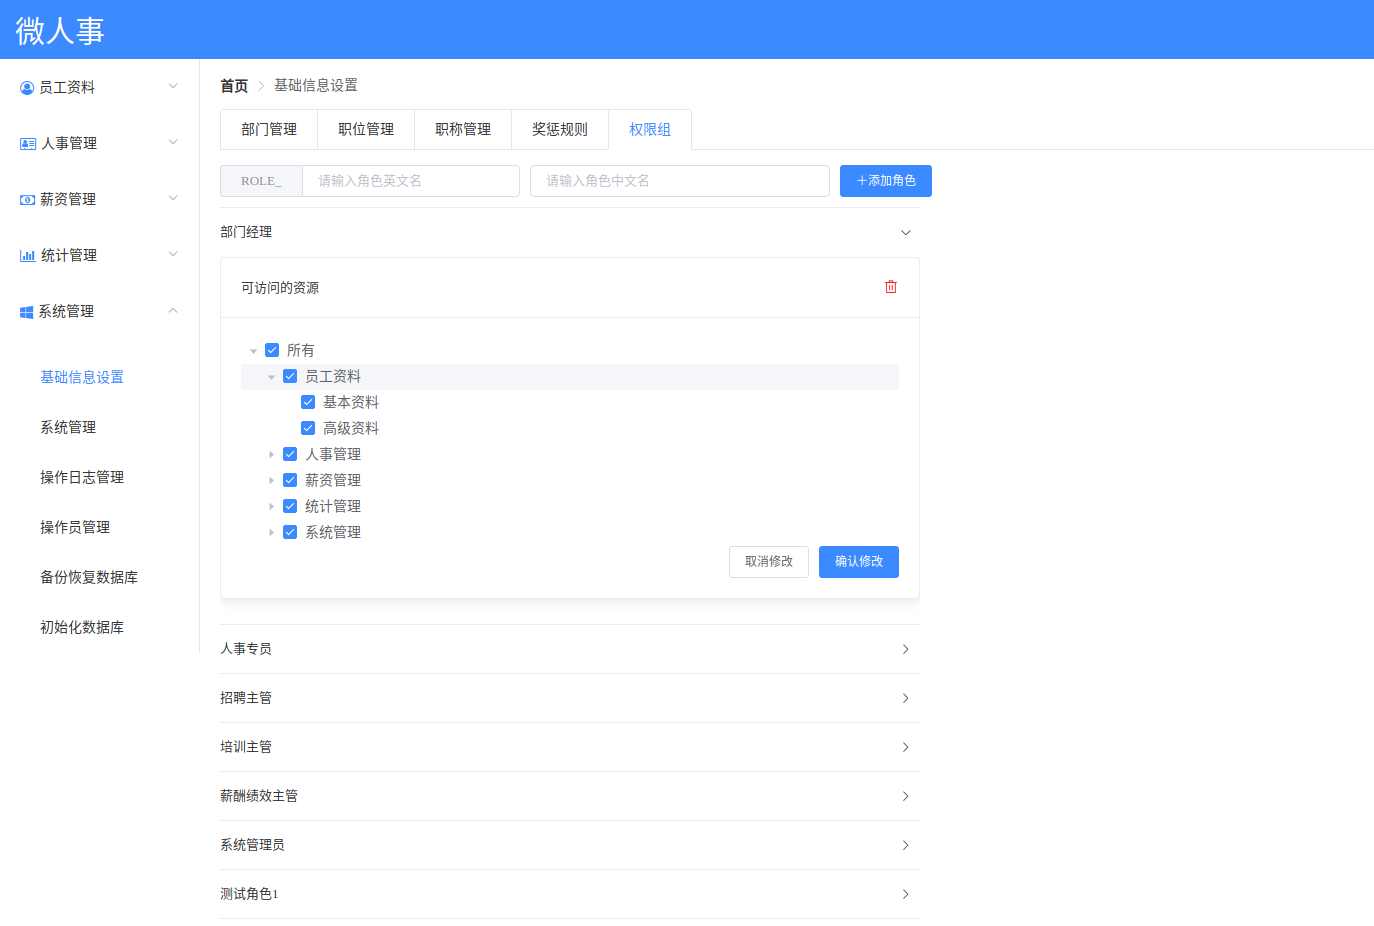 微人事
员工资料
人事管理
薪资管理
统计管理
系统管理
基础信息设置
系统管理
操作日志管理
操作员管理
备份恢复数据库
初始化数据库
首页 基础信息设置
部门管理 职位管理 职称管理 奖惩规则 权限组
ROLE_ 请输入角色英文名 请输入角色中文名 添加角色
部门经理
可访问的资源
所有
员工资料
基本资料
高级资料
人事管理
薪资管理
统计管理
系统管理
取消修改 确认修改
人事专员
招聘主管
培训主管
薪酬绩效主管
系统管理员
测试角色1